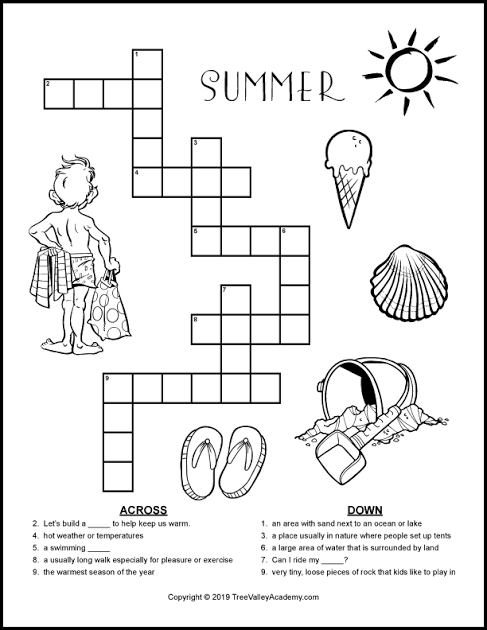 1
2
SUMMER
3
4
5
6
7
8
9
ACROSS
2. Let's build a _____ to help keep us warm.
4. hot weather or temperatures
5. a swimming _____
8. a usually long walk especially for pleasure or exercise
9. the warmest season of the year
DOWN
1. an area with sand next to an ocean or lake
3. a place usually in nature where people set up tents
6. a large area of water that is surrounded by land
7. Can I ride my _____?
9. very tiny, loose pieces of rock that kids like to play in
Copyright © 2019 TreeValleyAcademy.com